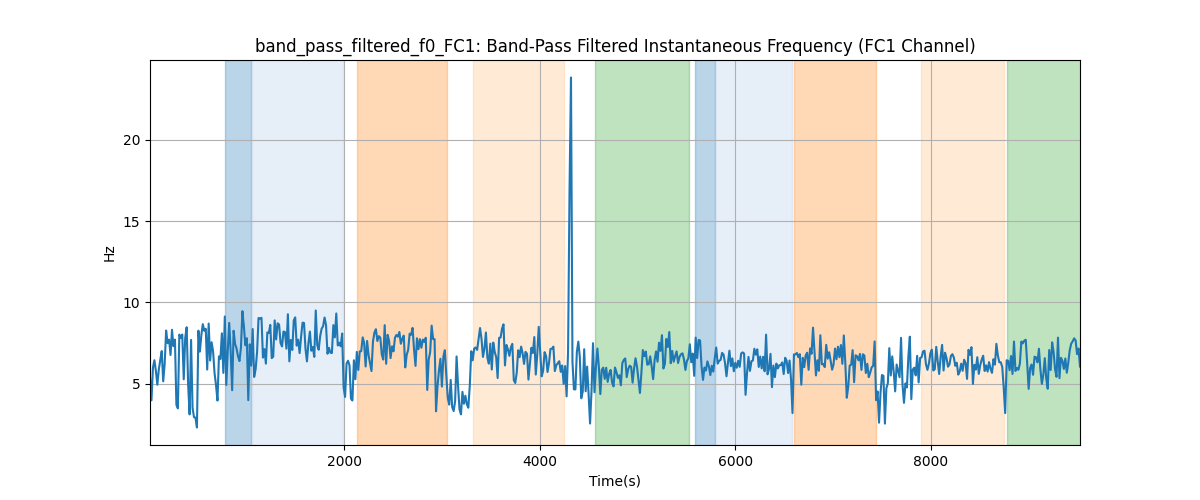 band_pass_filtered_f0_FC1: Band-Pass Filtered Instantaneous Frequency (FC1 Channel)
20
15
10
5
Hz
2000 4000 6000 8000
Time(s)